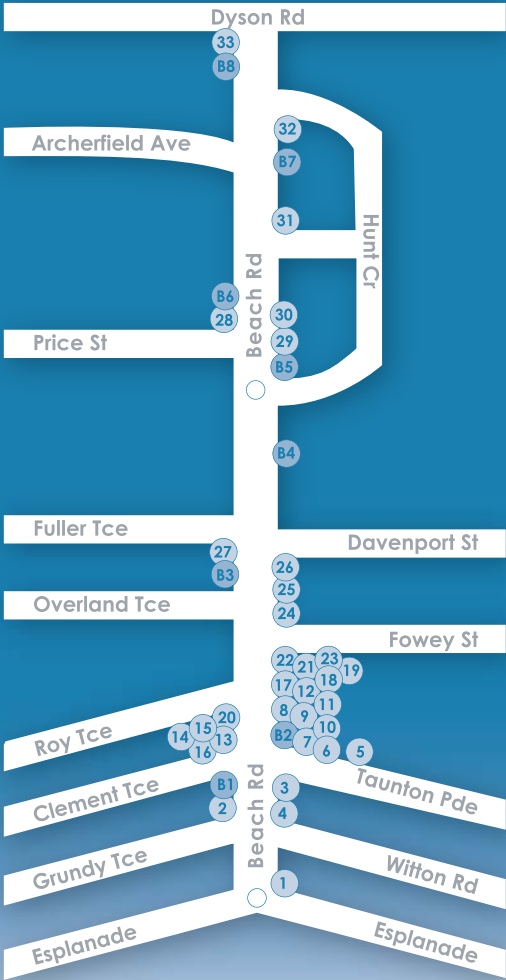 Dyson Rd
33
B8
32
Archerfield Ave
B7
31
Hunt Cr
Beach Rd
B6
28
30
29
Price St
B5
B4
Fuller Tce
Davenport St
27
B3
26
25
Overland Tce
24
Fowey St
22
21
23
19
17
12
18
8
9
11
20
Roy Tce
14
15
13
16
B2
7
10
6
5
Taunton Pde
Clement Tce
B1
2
3
4
Beach Rd
Grundy Tce
Witton Rd
1
Esplanade
Esplanade